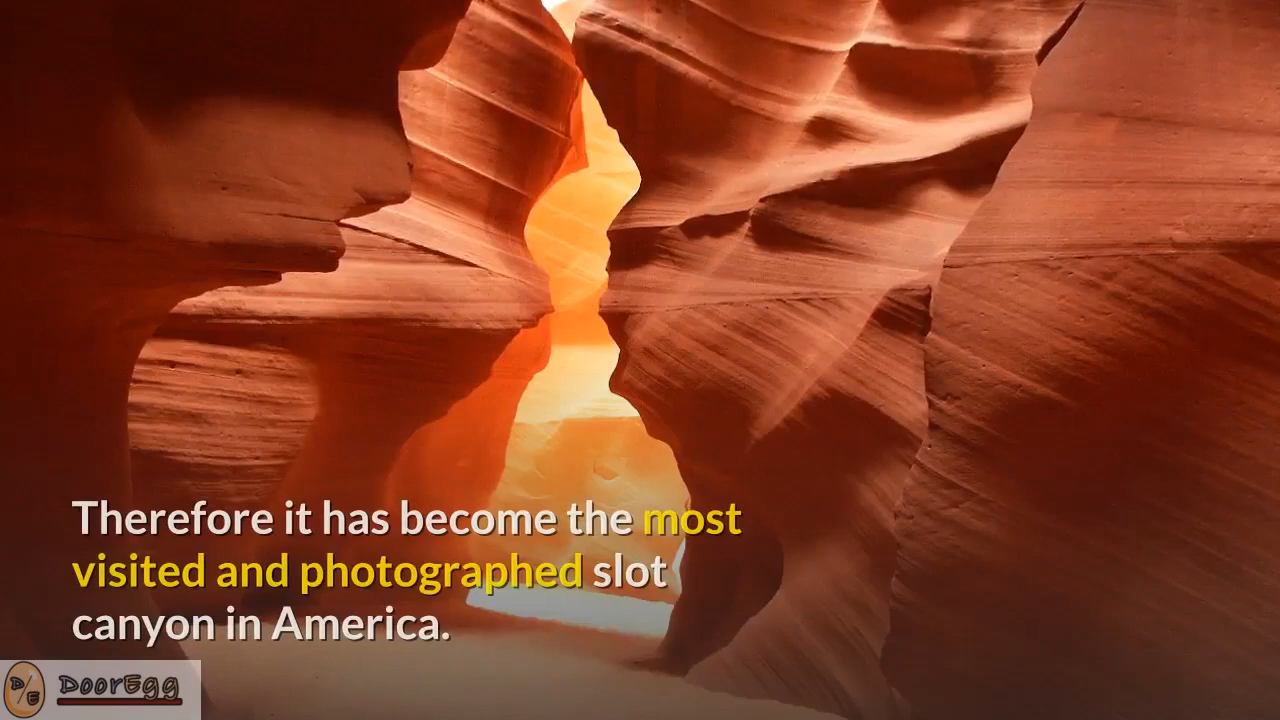 Therefore it has become the most
visited and photographed slot
canyon in America.
D/E DoorEgg